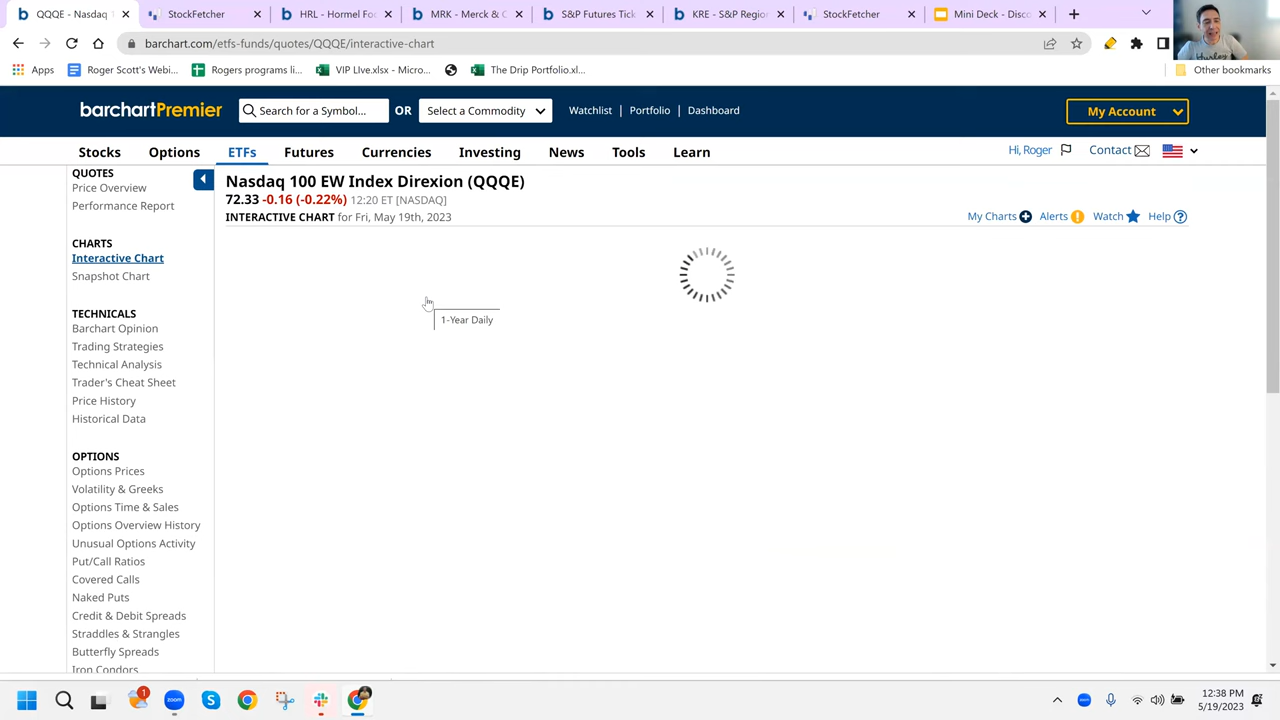 QQQE - Nasdaq 1
StockFetcher
HRL - Hormel Fo
MRK - Merck & C
S&P Futures Tick
KRE - S&P Region
StockFetcher
Mini Deck - Disco
barchart.com/etfs-funds/quotes/QQQE/interactive-chart
Apps
Roger Scott's Webi...
Rogers programs li...
VIP LIve.xlsx - Micro...
The Drip Portfolio.xl...
Other bookmarks
barchartPremier
Search for a Symbol...
OR
Select a Commodity
Watchlist | Portfolio | Dashboard
My Account
Stocks
Options
ETFs
Futures
Currencies
Investing
News
Tools
Learn
Hi, Roger
Contact
QUOTES
Price Overview
Performance Report
CHARTS
Interactive Chart
Snapshot Chart
TECHNICALS
Barchart Opinion
Trading Strategies
Technical Analysis
Trader's Cheat Sheet
Price History
Historical Data
OPTIONS
Options Prices
Volatility & Greeks
Options Time & Sales
Options Overview History
Unusual Options Activity
Put/Call Ratios
Covered Calls
Naked Puts
Credit & Debit Spreads
Straddles & Strangles
Butterfly Spreads
Iron Condors
Nasdaq 100 EW Index Direxion (QQQE)
72.33 -0.16 (-0.22%) 12:20 ET [NASDAQ]
INTERACTIVE CHART for Fri, May 19th, 2023
My Charts
Alerts
Watch
Help
1-Year Daily
1
12:38 PM
5/19/2023